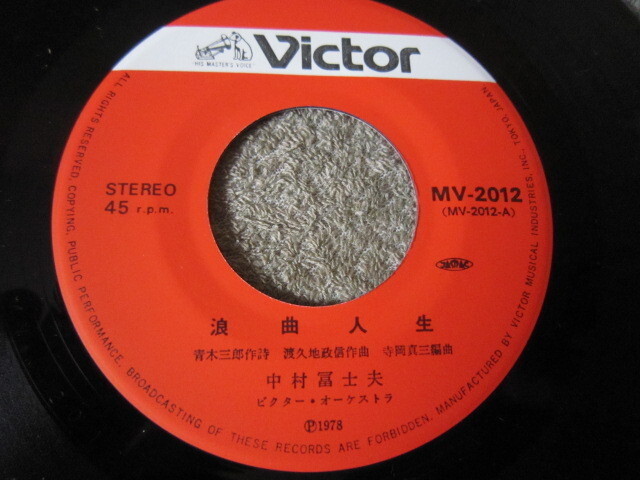 HIS MASTER'S VOICE
Victor
STEREO
45 r.p.m.
MV-2012
(MV-2012-A)
浪曲人生
青木三郎作詩 渡久地政信作曲 寺岡真三編曲
中村冨士夫
ビクター・オーケストラ
Ⓟ1978
ALL RIGHTS RESERVED, COPYING, PUBLIC PERFORMANCE, BROADCASTING OF THESE RECORDS ARE FORBIDDEN. MANUFACTURED BY VICTOR MUSICAL INDUSTRIES, INC. TOKYO, JAPAN